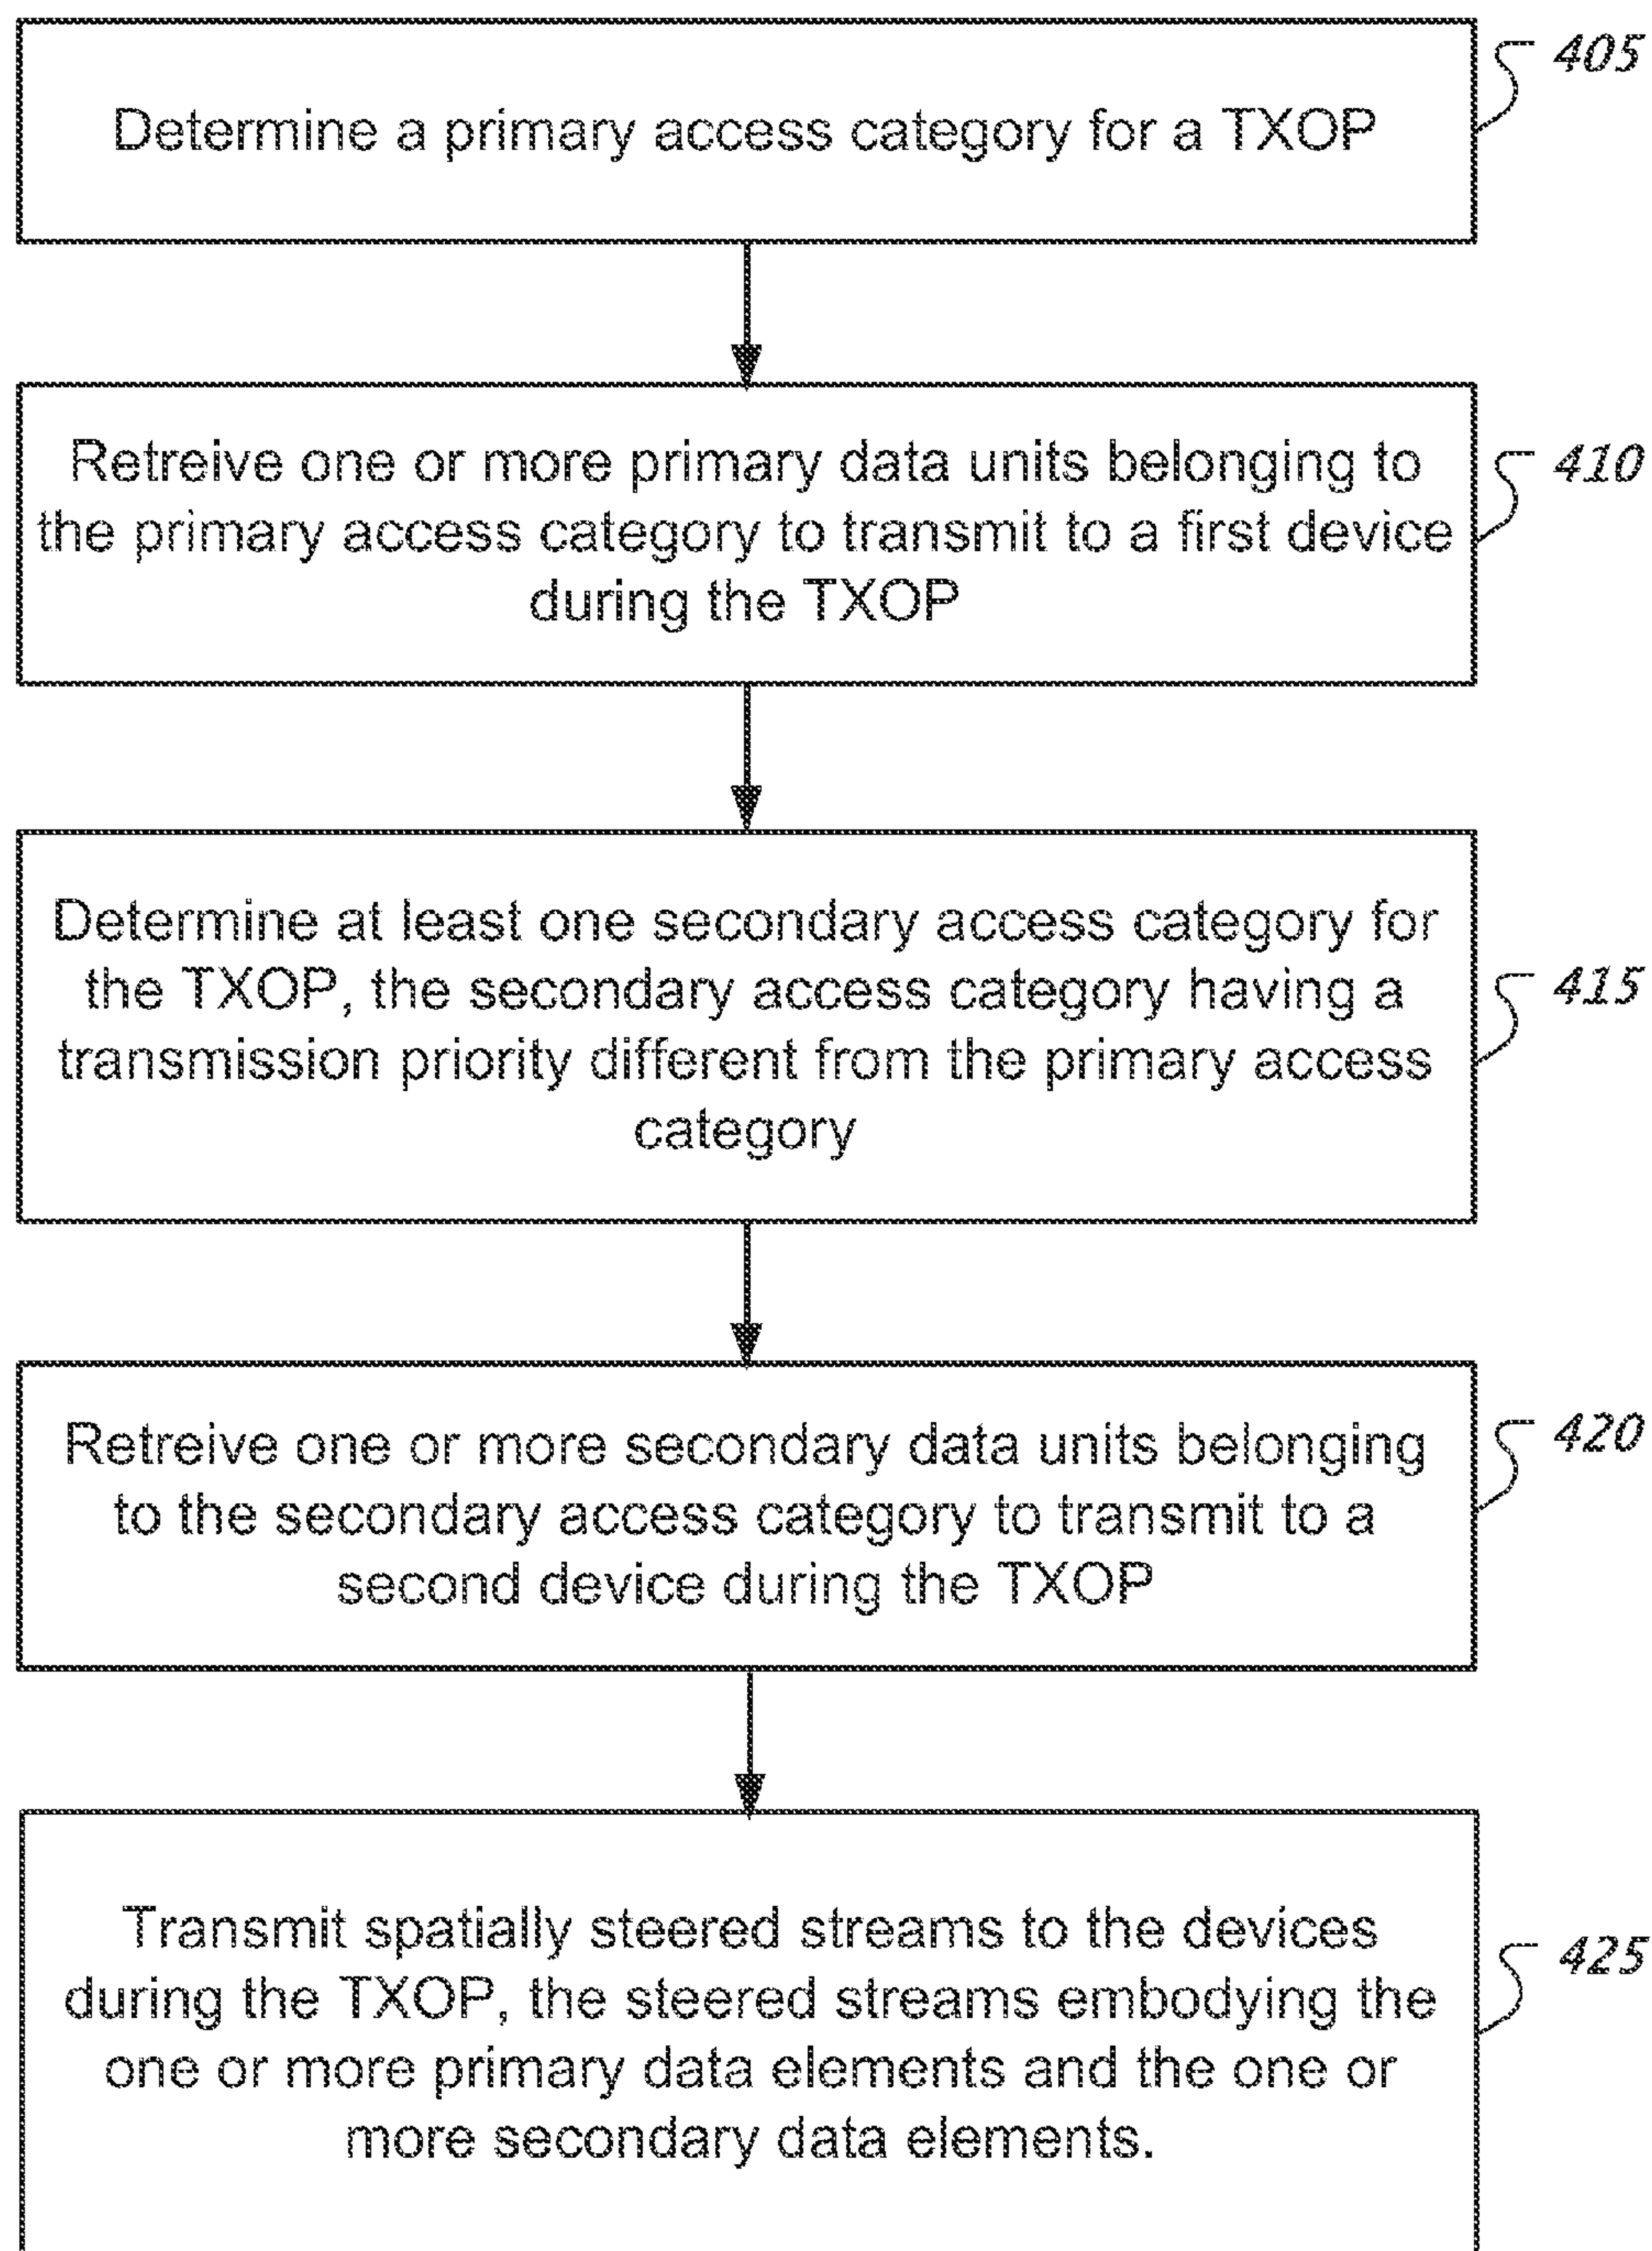 Determine a primary access category for a TXOP
405
Retreive one or more primary data units belonging to
the primary access category to transmit to a first device
during the TXOP
410
Determine at least one secondary access category for
the TXOP, the secondary access category having a
transmission priority different from the primary access
category
415
Retreive one or more secondary data units belonging
to the secondary access category to transmit to a
second device during the TXOP
420
Transmit spatially steered streams to the devices
during the TXOP, the steered streams embodying the
one or more primary data elements and the one or
more secondary data elements.
425